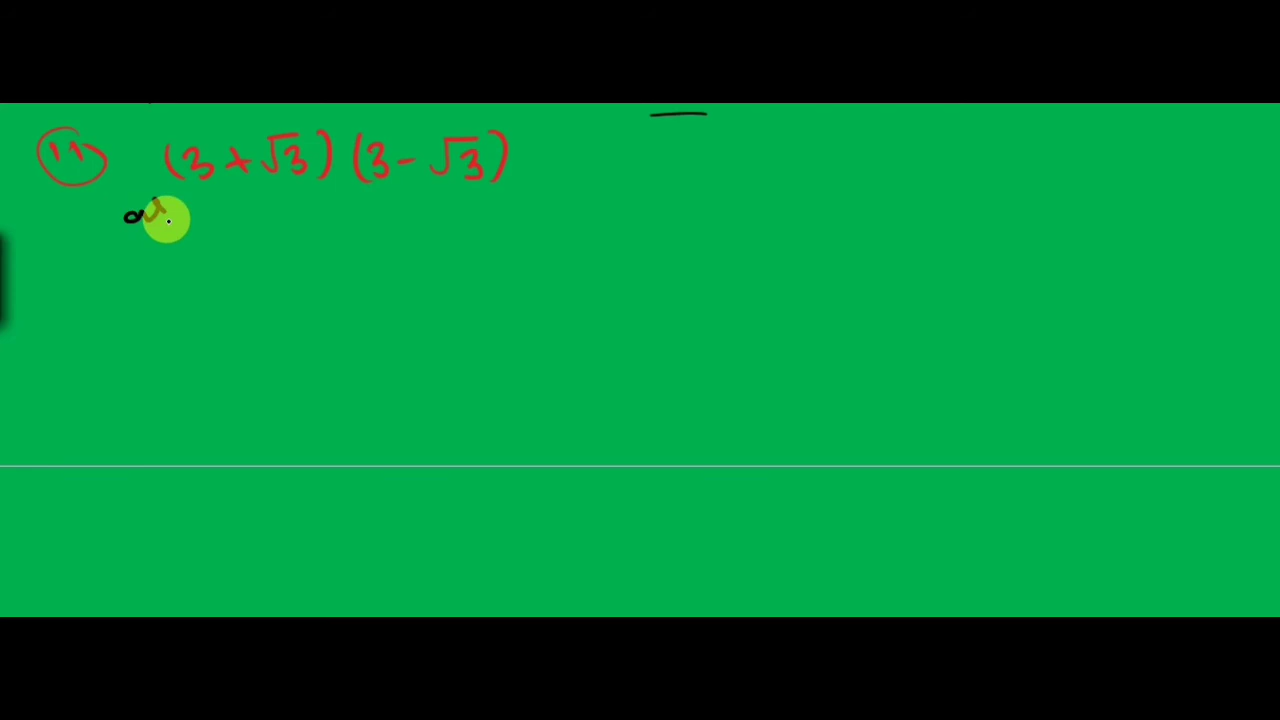 11 (3 + √3) (3 - √3)